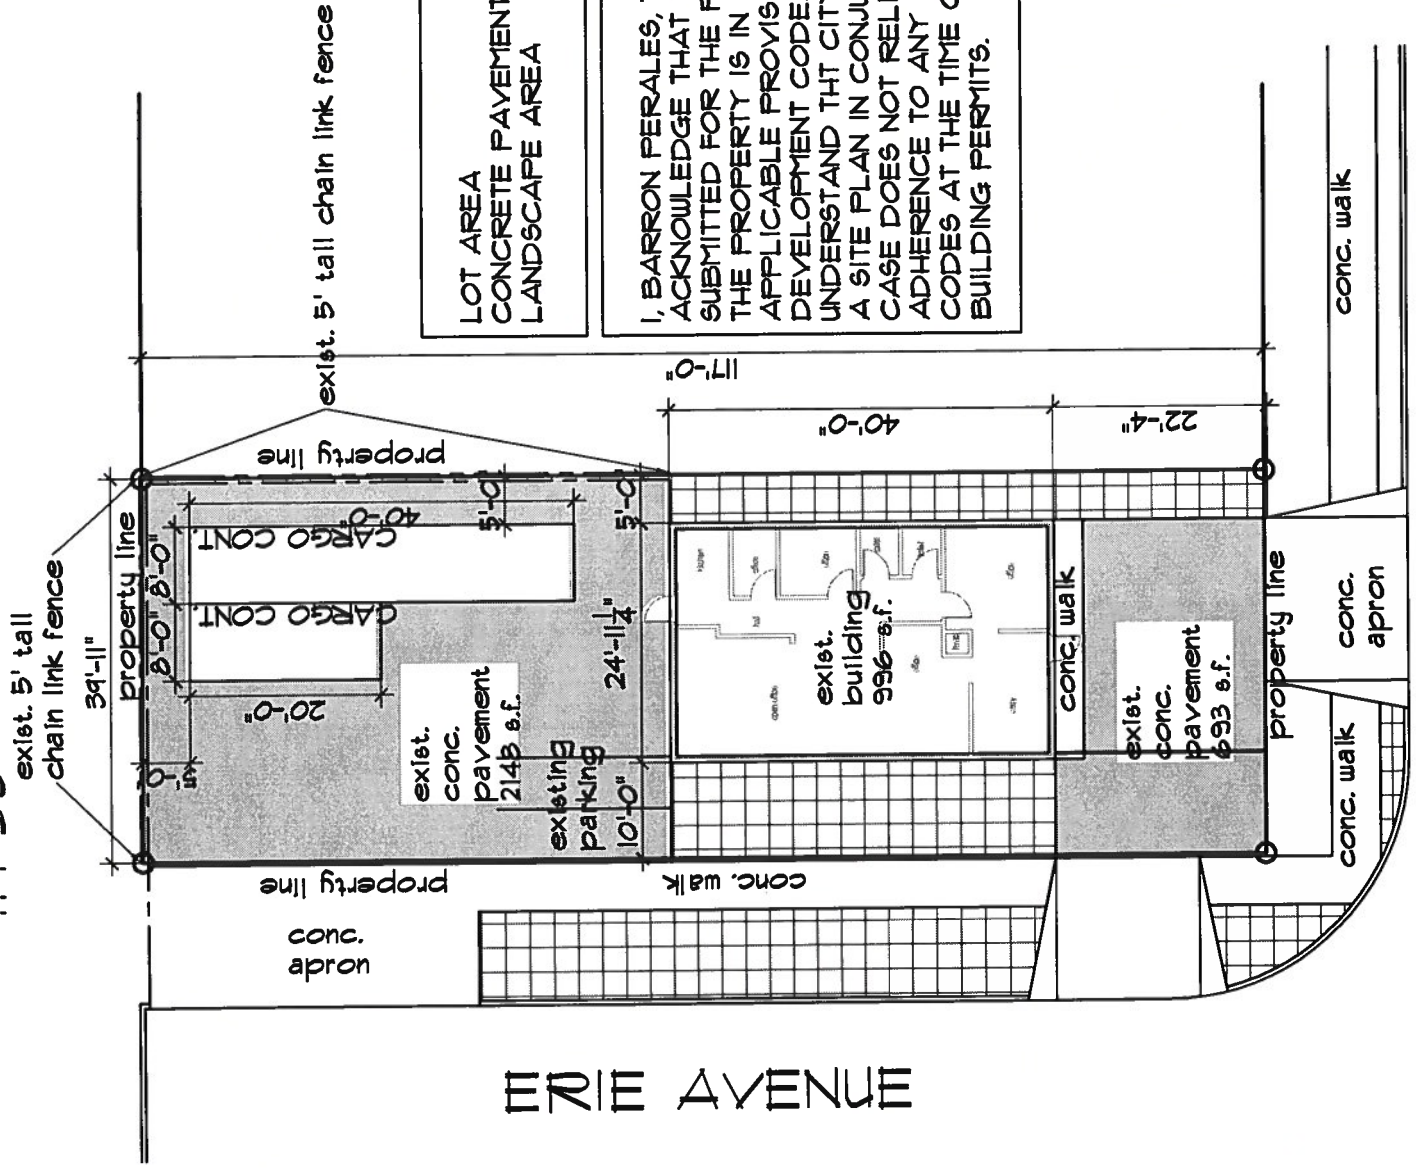 exist. 5' tall
chain link fence
39'-11"
property line
8'-0"
8'-0"
CARGO CONT.
CARGO CONT.
40'-0"
20'-0"
5'-0
5'-0
24'-11 1/4"
10'-0"
exist.
conc.
pavement
2143 s.f.
existing
parking
property line
property line
exist. 5' tall chain link fence
117'-0"
40'-0"
22'-4"
exist.
building
996 s.f.
conc. walk
conc. walk
exist.
conc.
pavement
693 s.f.
property line
conc.
apron
conc.
apron
conc. walk
conc. walk
LOT AREA
CONCRETE PAVEMENT
LANDSCAPE AREA
I, BARRON PERALES,
ACKNOWLEDGE THAT
SUBMITTED FOR THE
THE PROPERTY IS IN
APPLICABLE PROVIS
DEVELOPMENT CODE
UNDERSTAND THT CITY
A SITE PLAN IN CONJU
CASE DOES NOT RELI
ADHERENCE TO ANY
CODES AT THE TIME
BUILDING PERMITS.
ERIE AVENUE